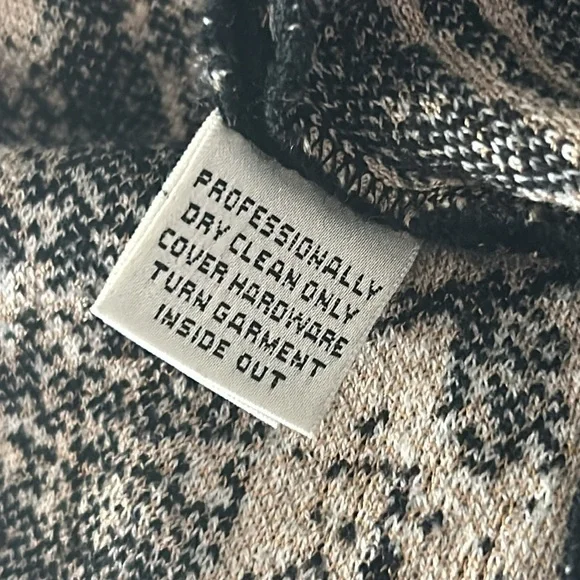 PROFESSIONALLY
DRY CLEAN ONLY
COVER HARDWARE
TURN GARMENT
INSIDE OUT